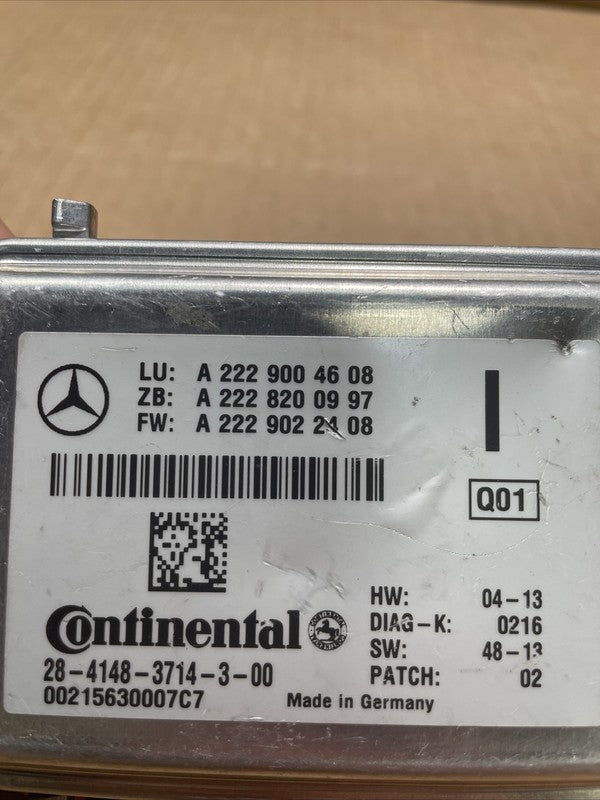 LU: A 222 900 46 08
ZB: A 222 820 09 97
FW: A 222 902 24 08
I
Q01
Continental
HW: 04-13
DIAG-K: 0216
SW: 48-13
PATCH: 02
28-4148-3714-3-00
00215630007C7
Made in Germany